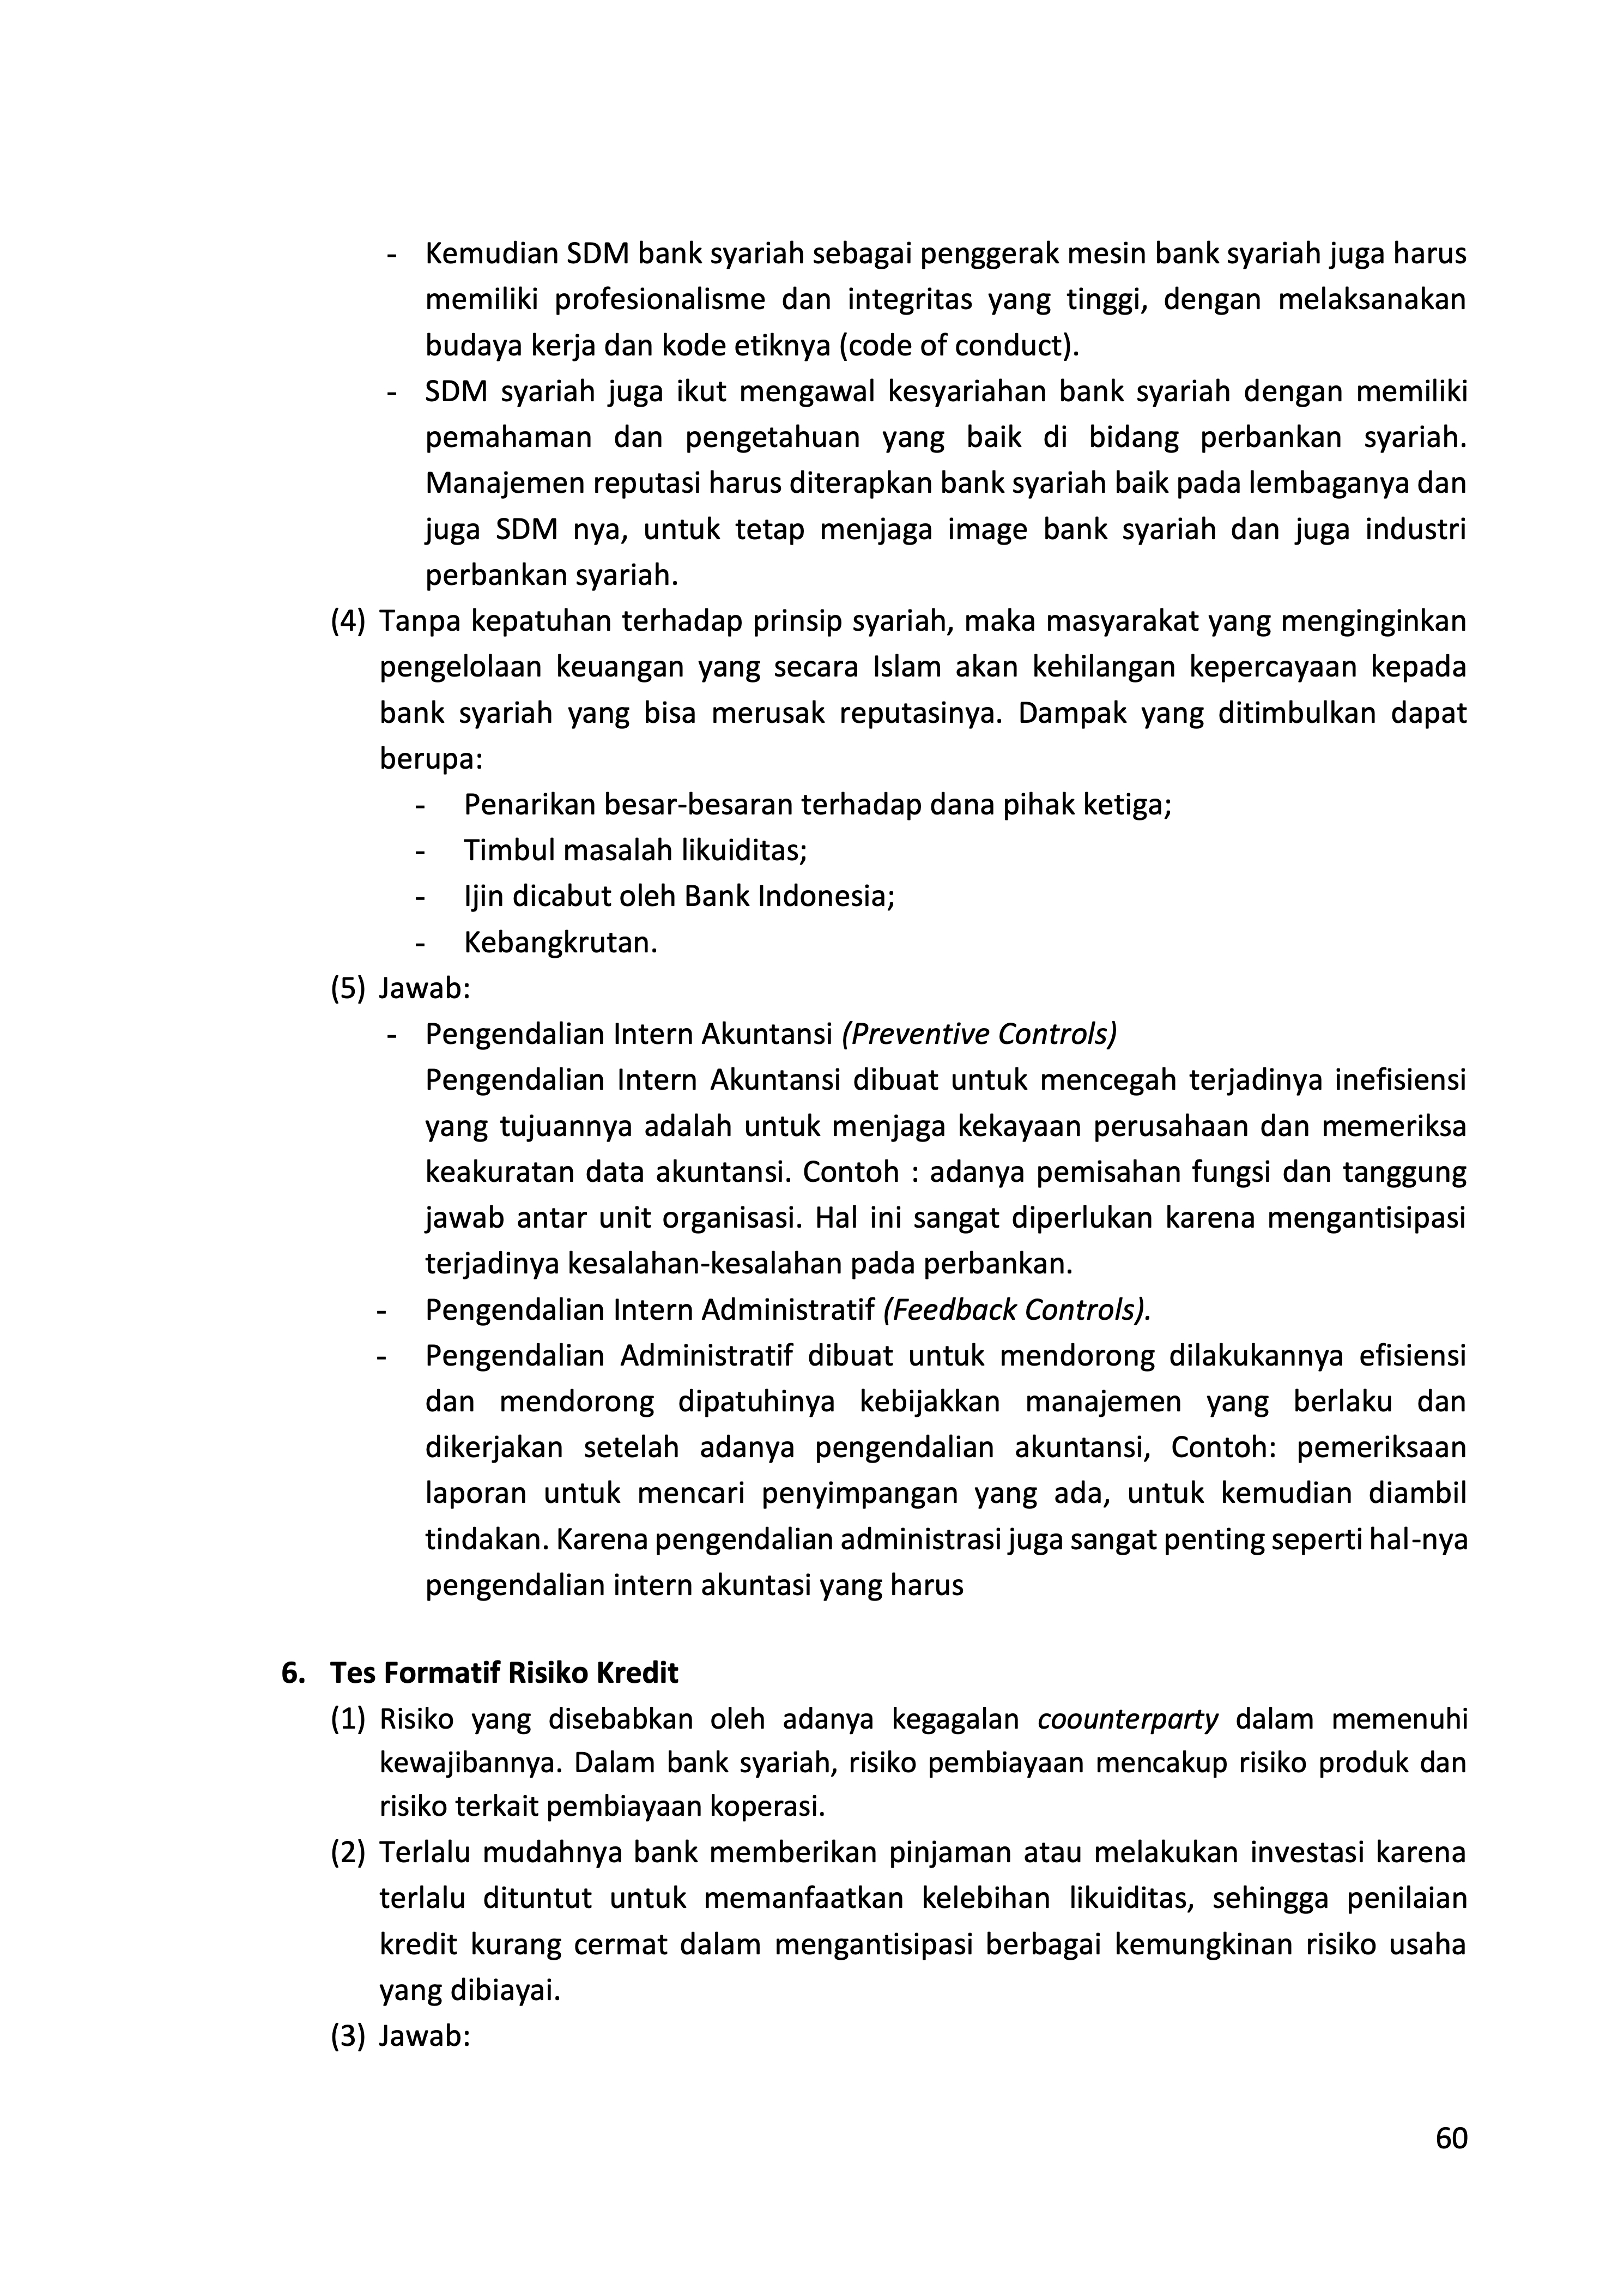 - Kemudian SDM bank syariah sebagai penggerak mesin bank syariah juga harus
memiliki profesionalisme dan integritas yang tinggi, dengan melaksanakan
budaya kerja dan kode etiknya (code of conduct).
- SDM syariah juga ikut mengawal kesyariahan bank syariah dengan memiliki
pemahaman dan pengetahuan yang baik di bidang perbankan syariah.
Manajemen reputasi harus diterapkan bank syariah baik pada lembaganya dan
juga SDM nya, untuk tetap menjaga image bank syariah dan juga industri
perbankan syariah.
(4) Tanpa kepatuhan terhadap prinsip syariah, maka masyarakat yang menginginkan
pengelolaan keuangan yang secara Islam akan kehilangan kepercayaan kepada
bank syariah yang bisa merusak reputasinya. Dampak yang ditimbulkan dapat
berupa:
- Penarikan besar-besaran terhadap dana pihak ketiga;
- Timbul masalah likuiditas;
- Ijin dicabut oleh Bank Indonesia;
- Kebangkrutan.
(5) Jawab:
- Pengendalian Intern Akuntansi (Preventive Controls)
Pengendalian Intern Akuntansi dibuat untuk mencegah terjadinya inefisiensi
yang tujuannya adalah untuk menjaga kekayaan perusahaan dan memeriksa
keakuratan data akuntansi. Contoh : adanya pemisahan fungsi dan tanggung
jawab antar unit organisasi. Hal ini sangat diperlukan karena mengantisipasi
terjadinya kesalahan-kesalahan pada perbankan.
- Pengendalian Intern Administratif (Feedback Controls).
- Pengendalian Administratif dibuat untuk mendorong dilakukannya efisiensi
dan mendorong dipatuhinya kebijakkan manajemen yang berlaku dan
dikerjakan setelah adanya pengendalian akuntansi, Contoh: pemeriksaan
laporan untuk mencari penyimpangan yang ada, untuk kemudian diambil
tindakan. Karena pengendalian administrasi juga sangat penting seperti hal-nya
pengendalian intern akuntasi yang harus
6. Tes Formatif Risiko Kredit
(1) Risiko yang disebabkan oleh adanya kegagalan coounterparty dalam memenuhi
kewajibannya. Dalam bank syariah, risiko pembiayaan mencakup risiko produk dan
risiko terkait pembiayaan koperasi.
(2) Terlalu mudahnya bank memberikan pinjaman atau melakukan investasi karena
terlalu dituntut untuk memanfaatkan kelebihan likuiditas, sehingga penilaian
kredit kurang cermat dalam mengantisipasi berbagai kemungkinan risiko usaha
yang dibiayai.
(3) Jawab:
60